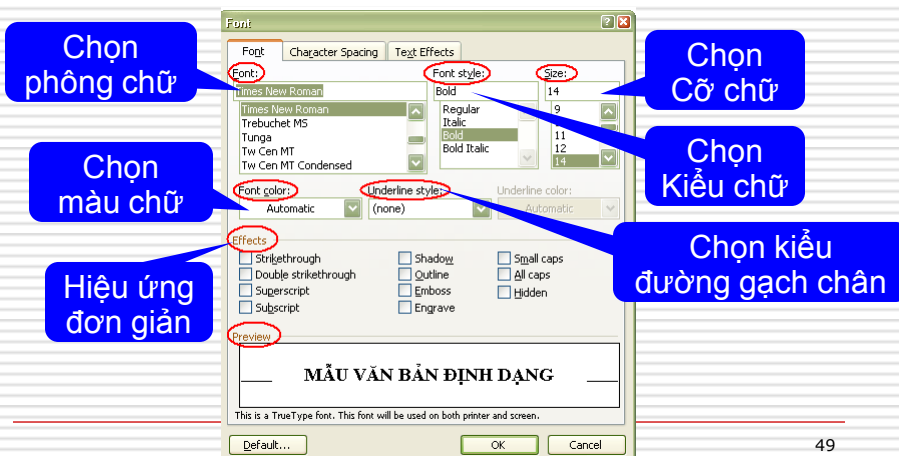 Font
Font Character Spacing Text Effects
Chọn
phông chữ
Font: Font style: Size:
Times New Roman Bold 14
Times New Roman
Trebuchet MS
Tunga
Tw Cen MT
Tw Cen MT Condensed
Regular
Italic
Bold
Bold Italic
9
11
12
14
Chọn
Cỡ chữ
Chọn
Kiểu chữ
Chọn
màu chữ
Font color: Underline style: Underline color:
Automatic (none) Automatic
Chọn kiểu
đường gạch chân
Effects
Strikethrough Shadow Small caps
Double strikethrough Outline All caps
Superscript Emboss Hidden
Subscript Engrave
Hiệu ứng
đơn giản
Preview
MẪU VĂN BẢN ĐỊNH DẠNG
This is a TrueType font. This font will be used on both printer and screen.
Default... OK Cancel
49